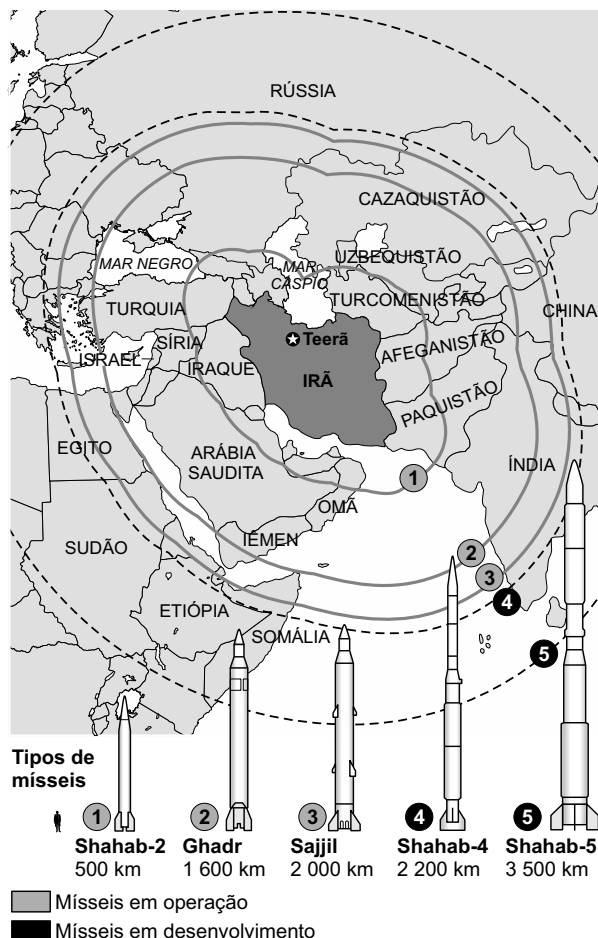 RÚSSIA
CAZAQUISTÃO
MAR NEGRO
UZBEQUISTÃO
MAR
CÁSPIO
TURCOMENISTÃO
TURQUIA
CHINA
SÍRIA
Teerã
AFEGANISTÃO
ISRAEL
IRAQUE
IRÃ
PAQUISTÃO
EGITO
ARÁBIA
SAUDITA
ÍNDIA
1
OMÃ
IÊMEN
SUDÃO
2
3
4
ETIÓPIA
SOMÁLIA
5
Tipos de
mísseis
1 2 3 4 5
Shahab-2 Ghadr Sajjil Shahab-4 Shahab-5
500 km 1 600 km 2 000 km 2 200 km 3 500 km
Mísseis em operação
Mísseis em desenvolvimento